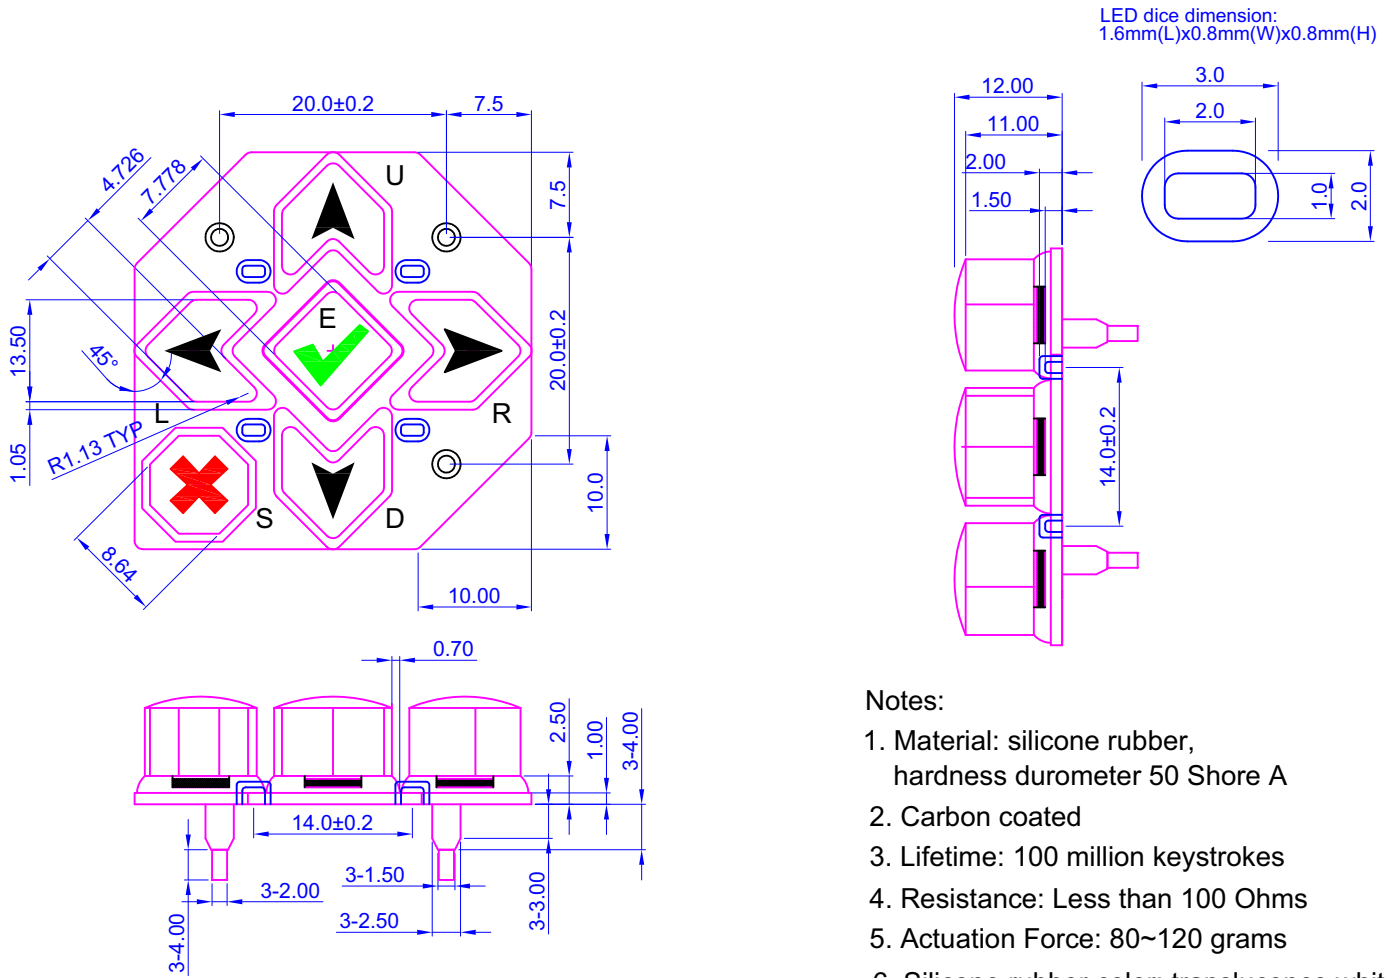 LED dice dimension:
1.6mm(L)x0.8mm(W)x0.8mm(H)
20.0±0.2
7.5
4.726
7.778
U
7.5
E
13.50
45°
20.0±0.2
L
R
1.05
R1.13 TYP
S
D
10.0
8.64
10.00
12.00
11.00
2.00
1.50
3.0
2.0
1.0
2.0
14.0±0.2
0.70
2.50
1.00
3-4.00
14.0±0.2
3-1.50
3-2.00
3-2.50
3-3.00
3-4.00
Notes:
1. Material: silicone rubber,
hardness durometer 50 Shore A
2. Carbon coated
3. Lifetime: 100 million keystrokes
4. Resistance: Less than 100 Ohms
5. Actuation Force: 80~120 grams